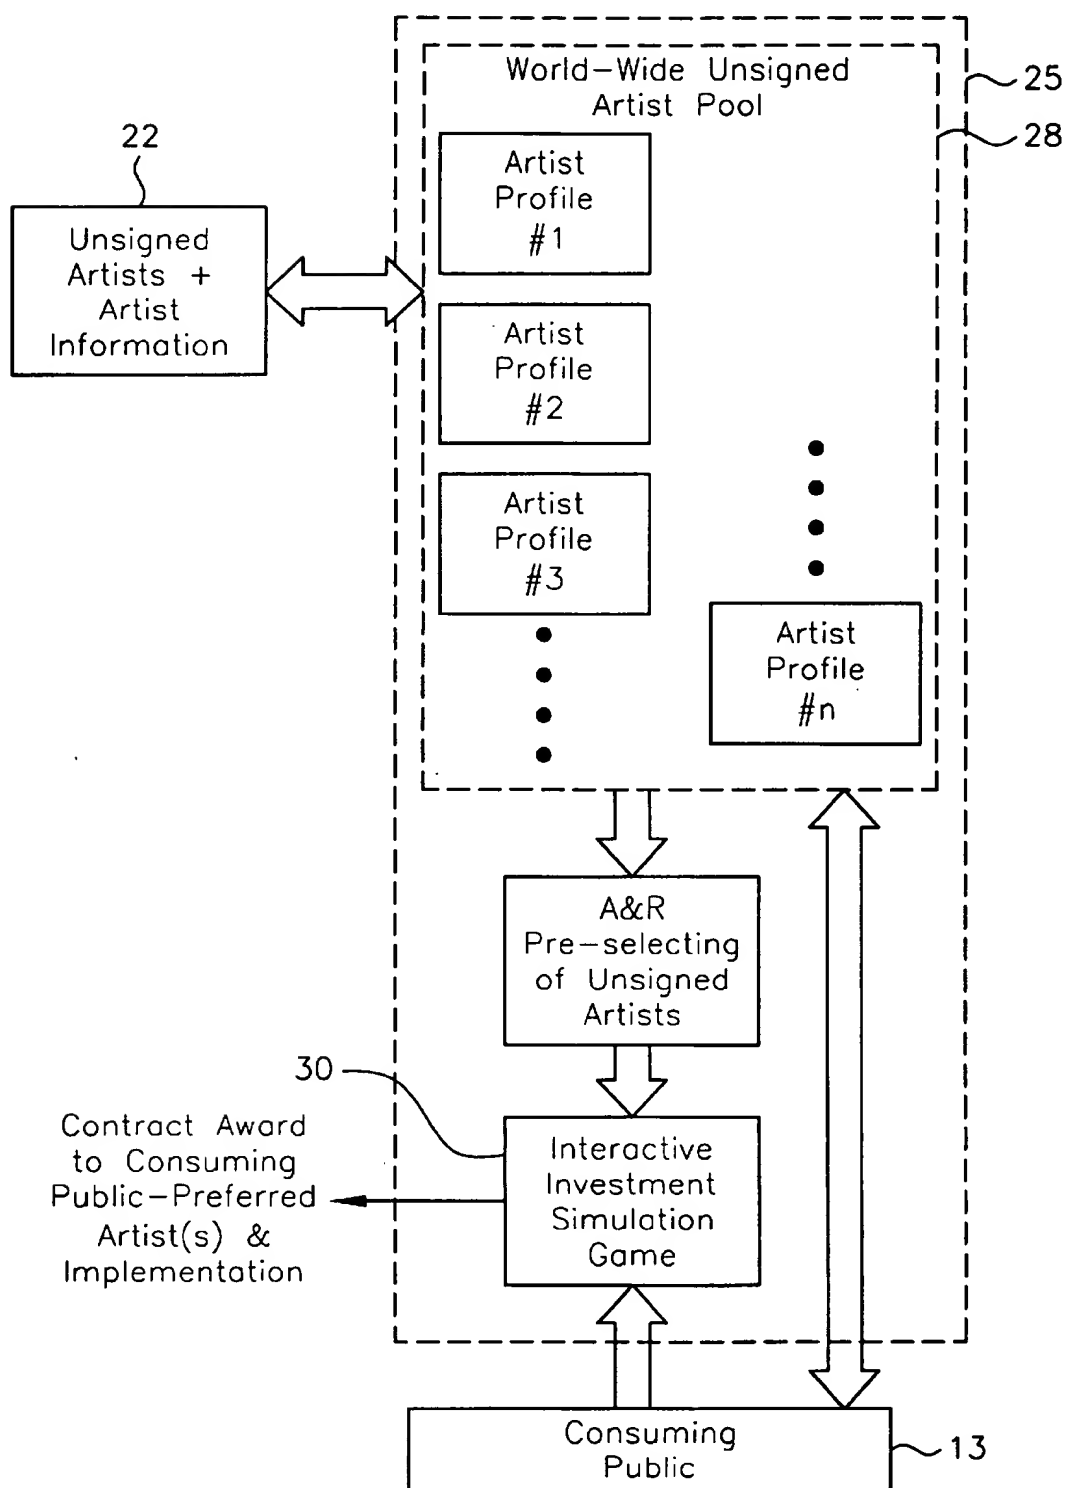 World-Wide Unsigned
Artist Pool
25
28
22
Unsigned
Artists +
Artist
Information
Artist
Profile
#1
Artist
Profile
#2
Artist
Profile
#3
Artist
Profile
#n
A&R
Pre-selecting
of Unsigned
Artists
30
Contract Award
to Consuming
Public-Preferred
Artist(s) &
Implementation
Interactive
Investment
Simulation
Game
Consuming
Public
13